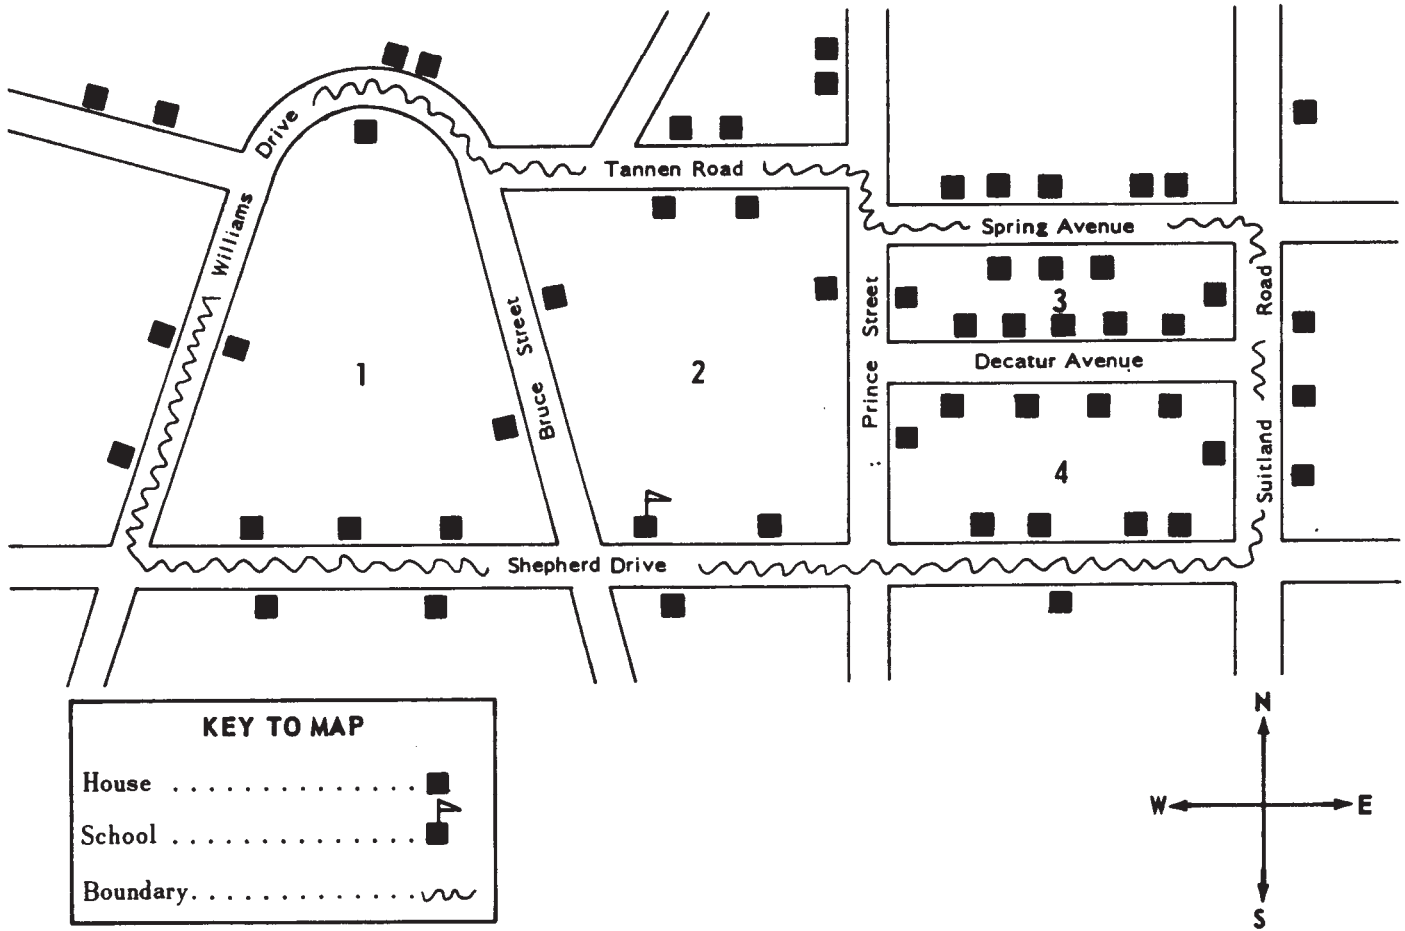 Williams Drive
Tannen Road
Spring Avenue
Suitland Road
Prince Street
Bruce Street
Decatur Avenue
Shepherd Drive
1
2
3
4
KEY TO MAP
House ..............
School ..............
Boundary.............
N
W E
S